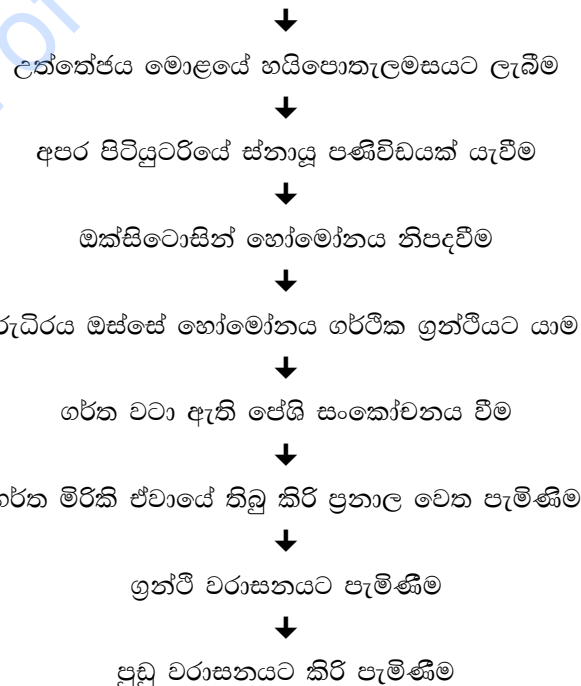 උත්තේජය මොළයේ හයිපොතැලමසයට ලැබීම
අපර පිටියුටරියේ ස්නායූ පණිවිඩයක් යැවීම
ඔක්සිටොසින් හෝමෝනය නිපදවීම
රුධිරය ඔස්සේ හෝමෝනය ගර්ථික ග්‍රන්ථියට යාම
ගර්ත වටා ඇති පේශි සංකෝචනය වීම
ගර්ත මිරිකි ඒවායේ තිබු කිරි ප්‍රනාල වෙත පැමිණිම
ග්‍රන්ථි වරාසනයට පැමිණීම
පුඩු වරාසනයට කිරි පැමිණීම